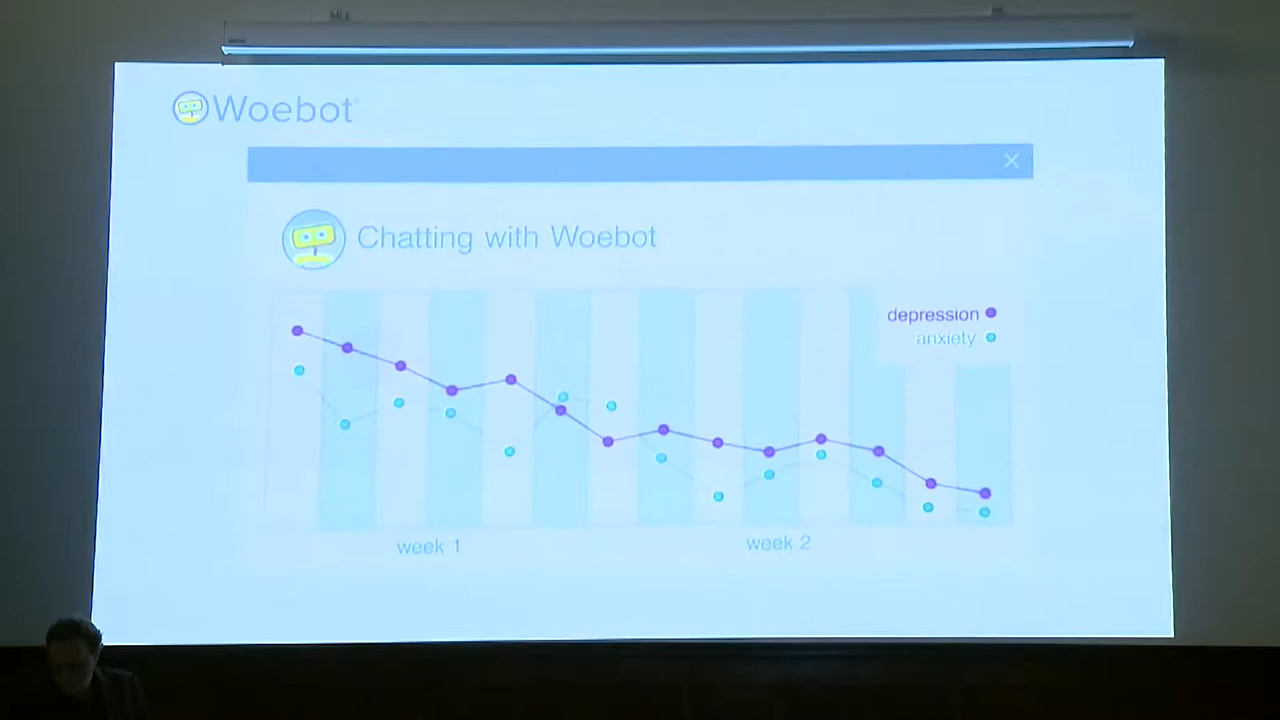 Woebot
Chatting with Woebot
depression
anxiety
week 1
week 2